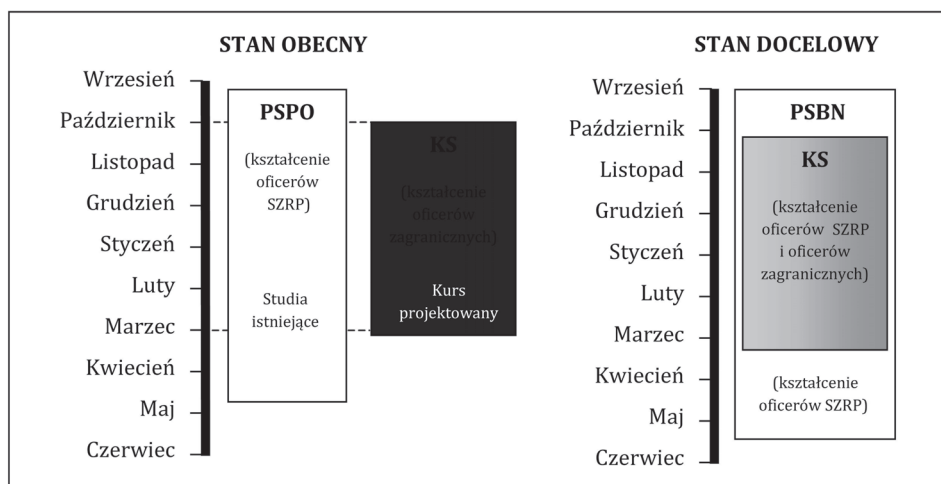 STAN OBECNY
Wrzesień
Październik
Listopad
Grudzień
Styczeń
Luty
Marzec
Kwiecień
Maj
Czerwiec
PSPO
(kształcenie
oficerów
SZRP)
Studia
istniejące
KS
(kształcenie
oficerów
zagranicznych)
Kurs
projektowany
STAN DOCELOWY
Wrzesień
Październik
Listopad
Grudzień
Styczeń
Luty
Marzec
Kwiecień
Maj
Czerwiec
PSBN
KS
(kształcenie
oficerów SZRP
i oficerów
zagranicznych)
(kształcenie
oficerów SZRP)